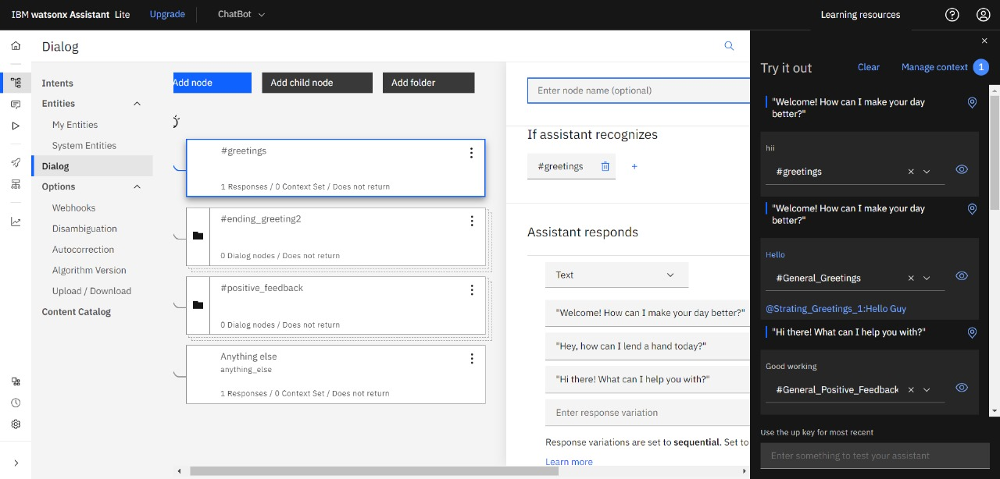 IBM watsonx Assistant Lite
Upgrade
ChatBot
Learning resources
Dialog
Intents
Entities
My Entities
System Entities
Dialog
Options
Webhooks
Disambiguation
Autocorrection
Algorithm Version
Upload / Download
Content Catalog
Add node
Add child node
Add folder
#greetings
1 Responses / 0 Context Set / Does not return
#ending_greeting2
0 Dialog nodes / Does not return
#positive_feedback
0 Dialog nodes / Does not return
Anything else
anything_else
1 Responses / 0 Context Set / Does not return
Enter node name (optional)
If assistant recognizes
#greetings
Assistant responds
Text
"Welcome! How can I make your day better?"
"Hey, how can I lend a hand today?"
"Hi there! What can I help you with?"
Enter response variation
Response variations are set to sequential. Set to
Learn more
Try it out
Clear
Manage context 1
"Welcome! How can I make your day
better?"
hii
#greetings
"Welcome! How can I make your day
better?"
Hello
#General_Greetings
@Strating_Greetings_1:Hello Guy
"Hi there! What can I help you with?"
Good working
#General_Positive_Feedback
Use the up key for most recent
Enter something to test your assistant